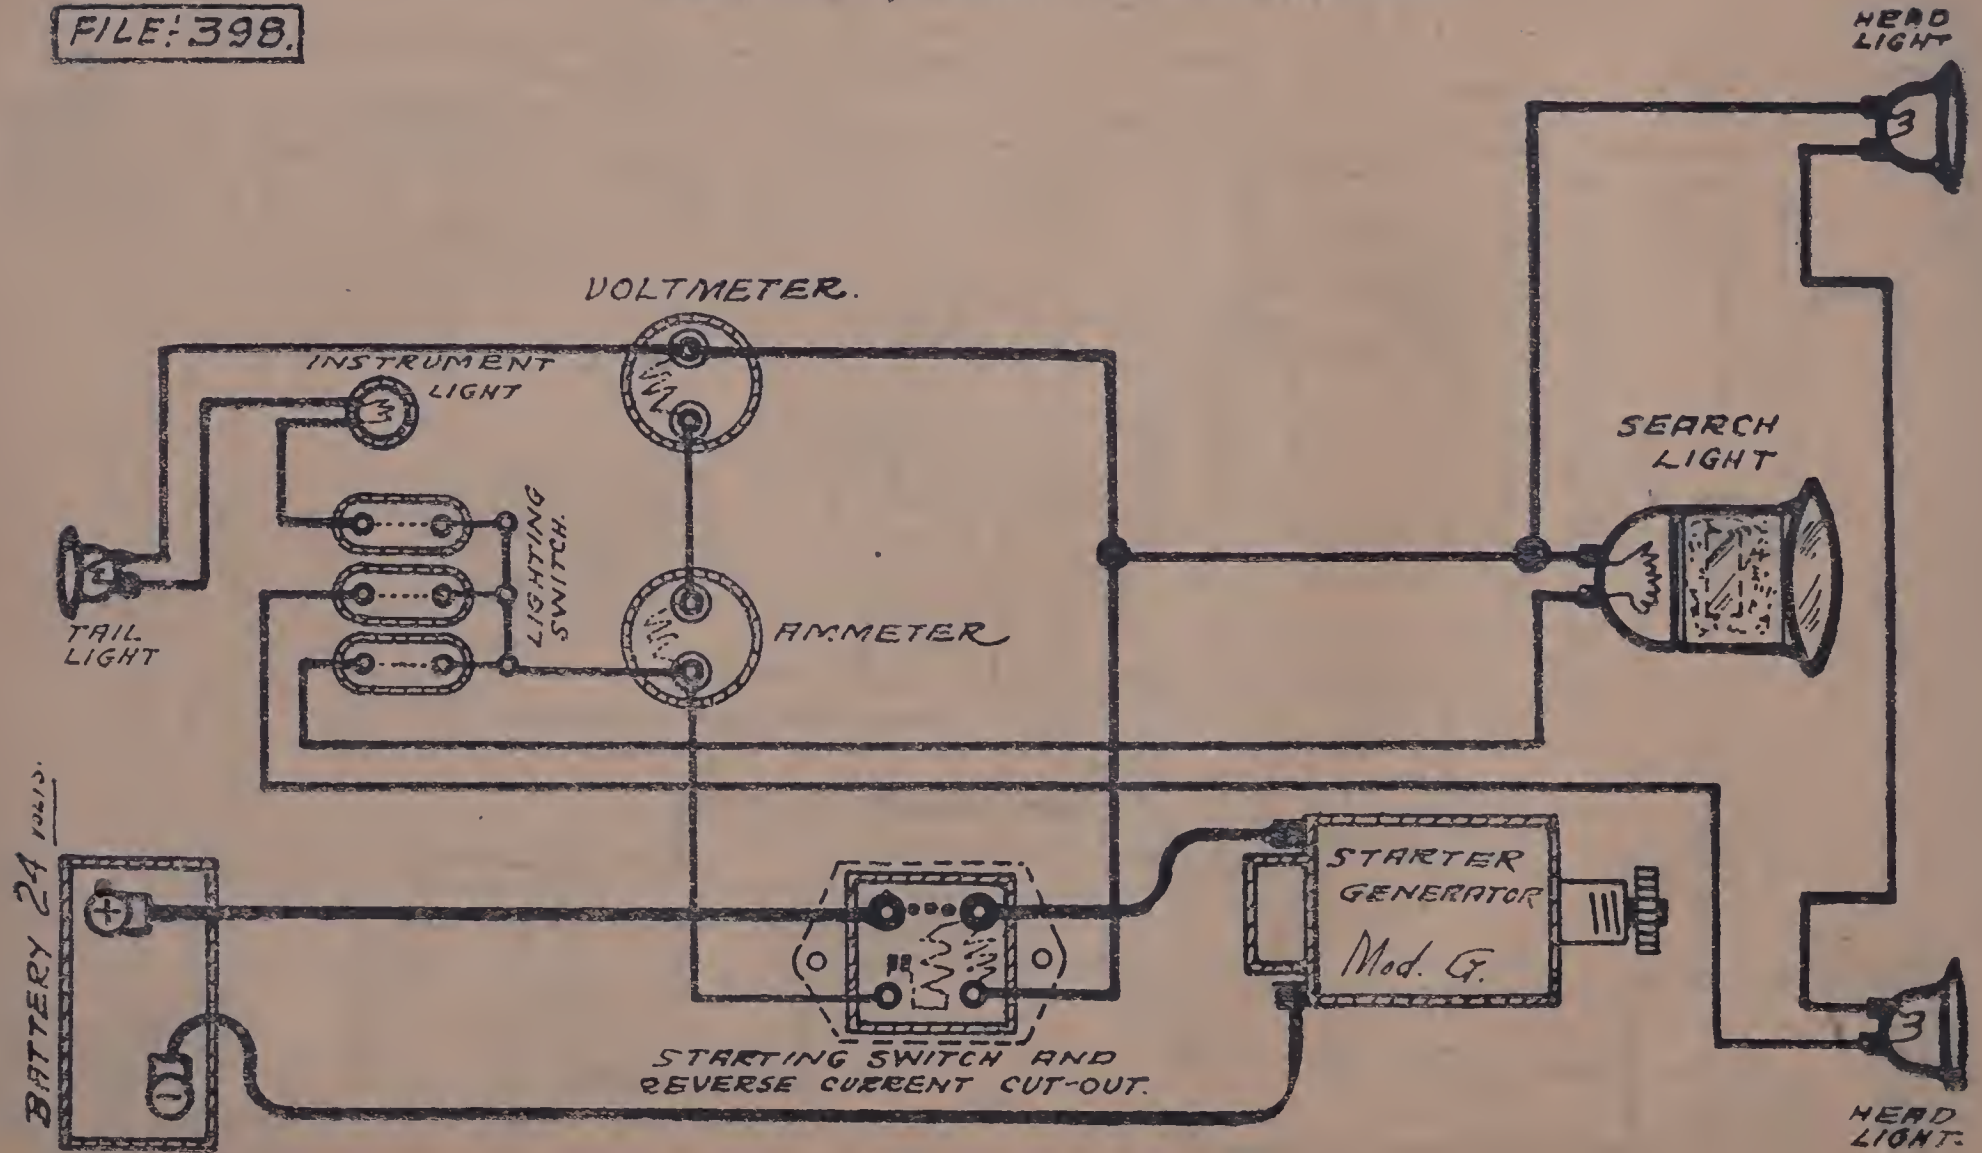 FILE:-398.
HEAD
LIGHT
VOLTMETER.
INSTRUMENT
LIGHT
SEARCH
LIGHT
LIGHTING
SWITCH.
TAIL
LIGHT
AMMETER
BATTERY 24 VOLTS.
STARTER
GENERATOR
Mod. G.
STARTING SWITCH AND
REVERSE CURRENT CUT-OUT.
HEAD
LIGHT.